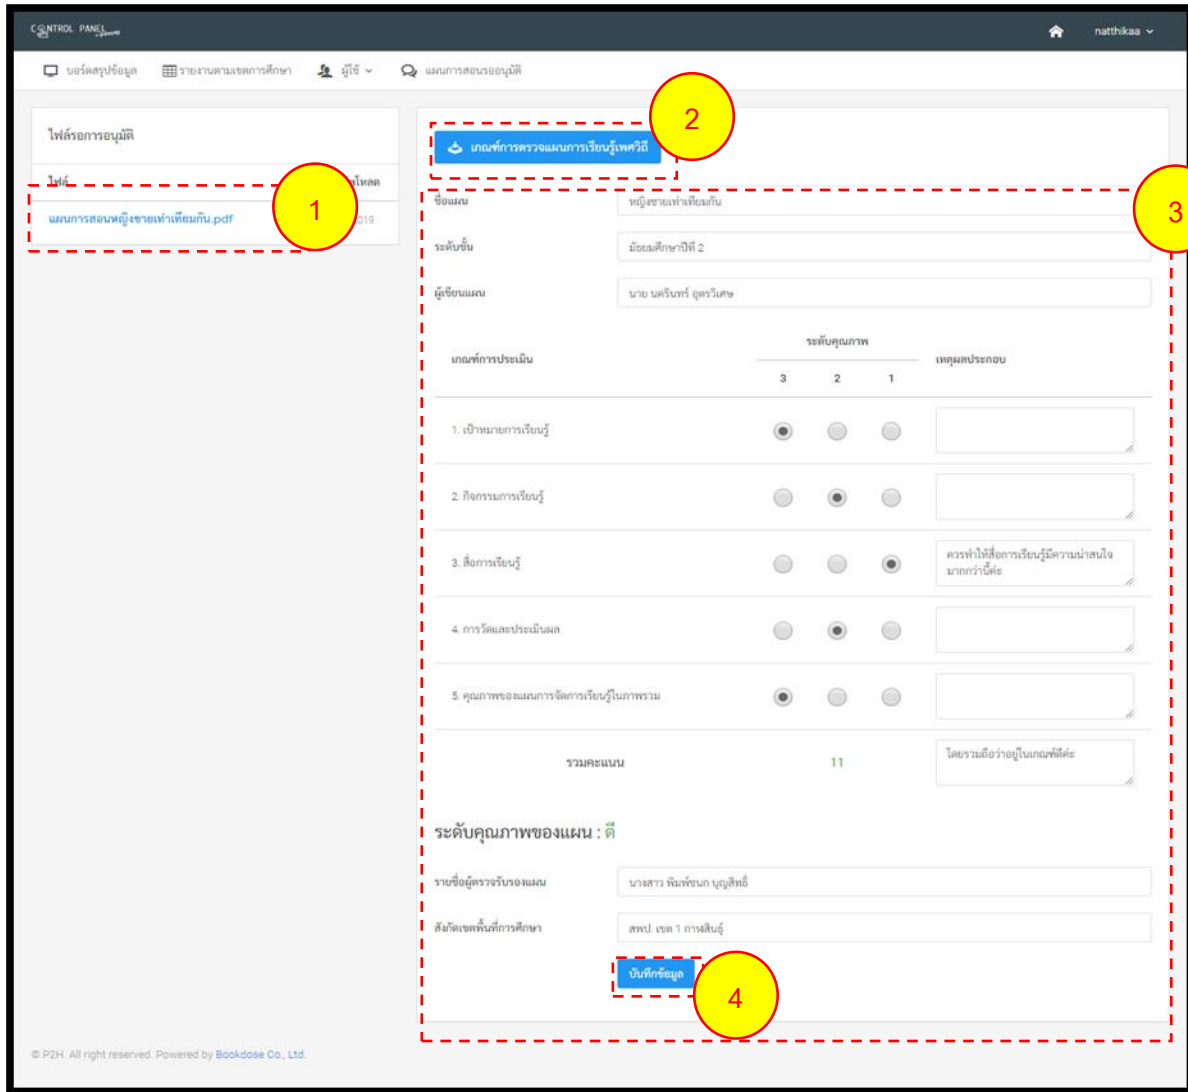 CONTROL PANEL
natthikaa
บอร์ดสรุปข้อมูล รายงานตามเขตการศึกษา ผู้ใช้ แผนการสอนรออนุมัติ
ไฟล์รอการอนุมัติ
ไฟล์
แผนการสอนหญิงชายเท่าเทียมกัน.pdf
1
2
เกณฑ์การตรวจแผนการเรียนรู้เพศวิถี
3
ชื่อแผน หญิงชายเท่าเทียมกัน
ระดับชั้น มัธยมศึกษาปีที่ 2
ผู้เขียนแผน นาย นครินทร์ อุตรวิเศษ
เกณฑ์การประเมิน ระดับคุณภาพ เหตุผลประกอบ
3 2 1
1. เป้าหมายการเรียนรู้
2. กิจกรรมการเรียนรู้
3. สื่อการเรียนรู้ ควรทำให้สื่อการเรียนรู้มีความน่าสนใจ
มากกว่านี้ค่ะ
4. การวัดและประเมินผล
5. คุณภาพของแผนการจัดการเรียนรู้ในภาพรวม
รวมคะแนน 11 โดยรวมถือว่าอยู่ในเกณฑ์ดีค่ะ
ระดับคุณภาพของแผน : ดี
รายชื่อผู้ตรวจรับรองแผน นางสาว พิมพ์ชนก บุญสิทธิ์
สังกัดเขตพื้นที่การศึกษา สพป. เขต 1 กาฬสินธุ์
บันทึกข้อมูล
4
© P2H. All right reserved. Powered by Bookdose Co., Ltd.